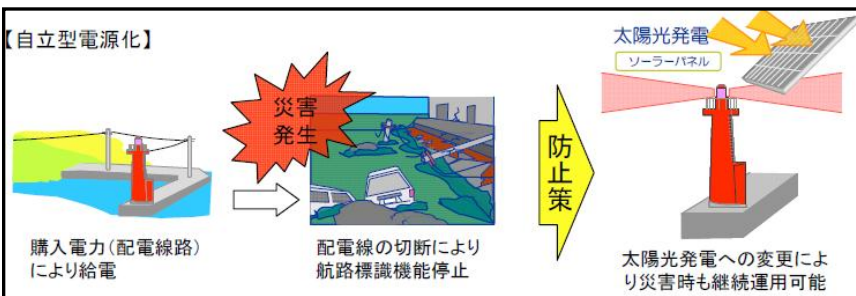 【自立型電源化】
災害
発生
太陽光発電
ソーラーパネル
防止策
購入電力(配電線路)
により給電
配電線の切断により
航路標識機能停止
太陽光発電への変更によ
り災害時も継続運用可能